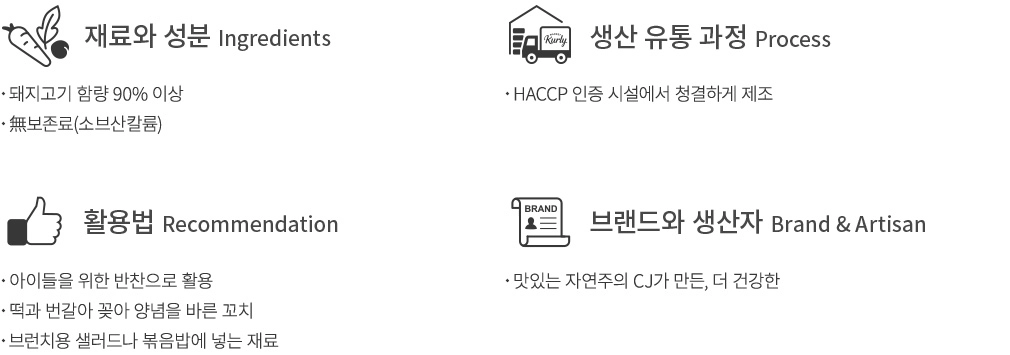 재료와 성분 Ingredients
· 돼지고기 함량 90% 이상
· 無보존료(소브산칼륨)
Kurly
생산 유통 과정 Process
· HACCP 인증 시설에서 청결하게 제조
활용법 Recommendation
· 아이들을 위한 반찬으로 활용
· 떡과 번갈아 꽂아 양념을 바른 꼬치
· 브런치용 샐러드나 볶음밥에 넣는 재료
BRAND
브랜드와 생산자 Brand & Artisan
· 맛있는 자연주의 CJ가 만든, 더 건강한